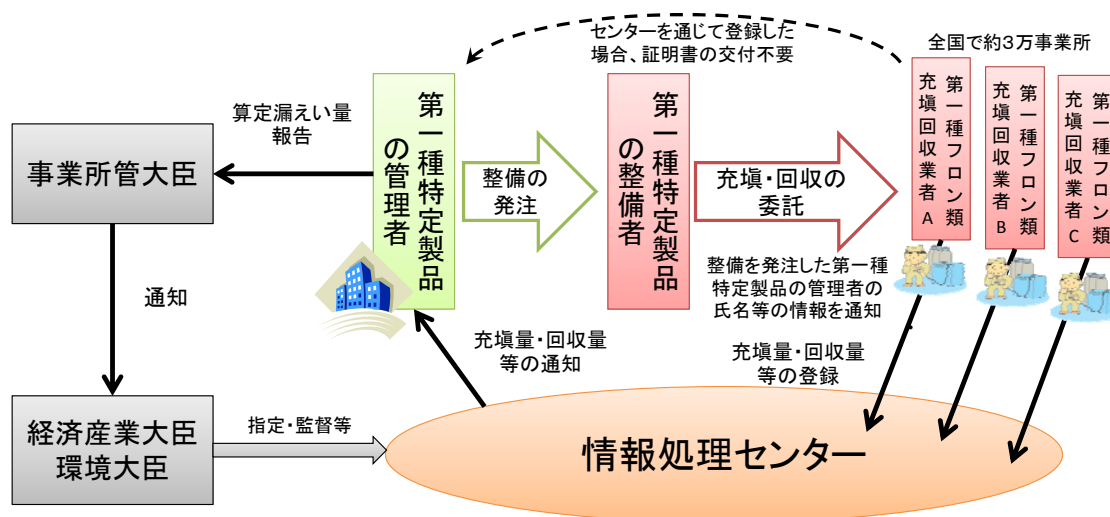 センターを通じて登録した
場合、証明書の交付不要
全国で約3万事業所
算定漏えい量
報告
事業所管大臣
第一種特定製品
の管理者
整備の
発注
第一種特定製品
の整備者
充塡・回収の
委託
第一種フロン類
充塡回収業者A
第一種フロン類
充塡回収業者B
第一種フロン類
充塡回収業者C
通知
整備を発注した第一種
特定製品の管理者の
氏名等の情報を通知
充塡量・回収量
等の通知
充塡量・回収量
等の登録
経済産業大臣
環境大臣
指定・監督等
情報処理センター